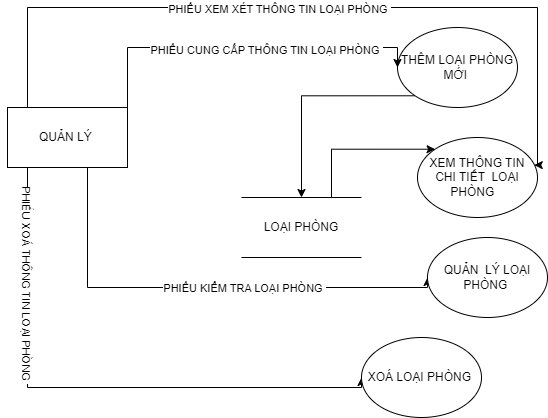 PHIẾU XEM XÉT THÔNG TIN LOẠI PHÒNG
PHIẾU CUNG CẤP THÔNG TIN LOẠI PHÒNG
THÊM LOẠI PHÒNG
MỚI
QUẢN LÝ
XEM THÔNG TIN
CHI TIẾT LOẠI
PHÒNG
LOẠI PHÒNG
PHIẾU XOÁ THÔNG TIN LOẠI PHÒNG
QUẢN LÝ LOẠI
PHÒNG
PHIẾU KIỂM TRA LOẠI PHÒNG
XOÁ LOẠI PHÒNG